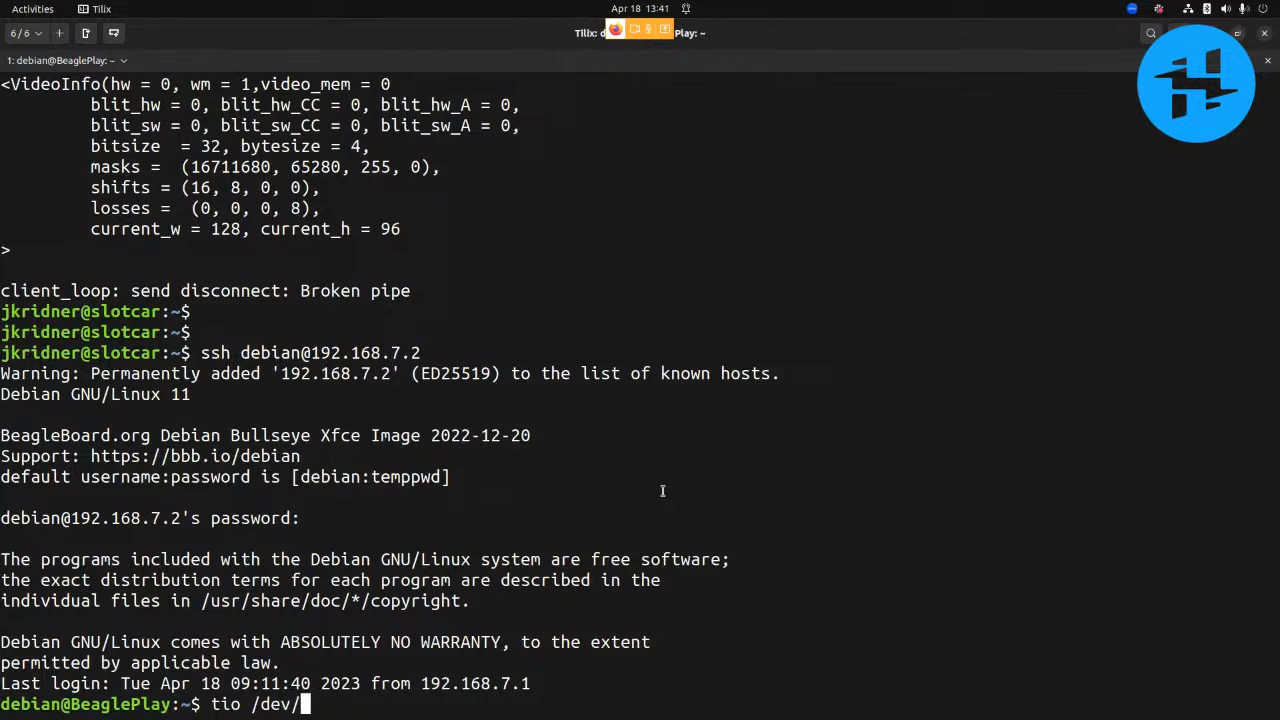 Activities Tilix Apr 18 13:41
6/6 Tilix: d Play: ~
1: debian@BeaglePlay: ~
<VideoInfo(hw = 0, wm = 1,video_mem = 0
blit_hw = 0, blit_hw_CC = 0, blit_hw_A = 0,
blit_sw = 0, blit_sw_CC = 0, blit_sw_A = 0,
bitsize  = 32, bytesize = 4,
masks =  (16711680, 65280, 255, 0),
shifts = (16, 8, 0, 0),
losses =  (0, 0, 0, 8),
current_w = 128, current_h = 96
>
client_loop: send disconnect: Broken pipe
jkridner@slotcar:~$
jkridner@slotcar:~$
jkridner@slotcar:~$ ssh debian@192.168.7.2
Warning: Permanently added '192.168.7.2' (ED25519) to the list of known hosts.
Debian GNU/Linux 11
BeagleBoard.org Debian Bullseye Xfce Image 2022-12-20
Support: https://bbb.io/debian
default username:password is [debian:temppwd]
debian@192.168.7.2's password:
The programs included with the Debian GNU/Linux system are free software;
the exact distribution terms for each program are described in the
individual files in /usr/share/doc/*/copyright.
Debian GNU/Linux comes with ABSOLUTELY NO WARRANTY, to the extent
permitted by applicable law.
Last login: Tue Apr 18 09:11:40 2023 from 192.168.7.1
debian@BeaglePlay:~$ tio /dev/